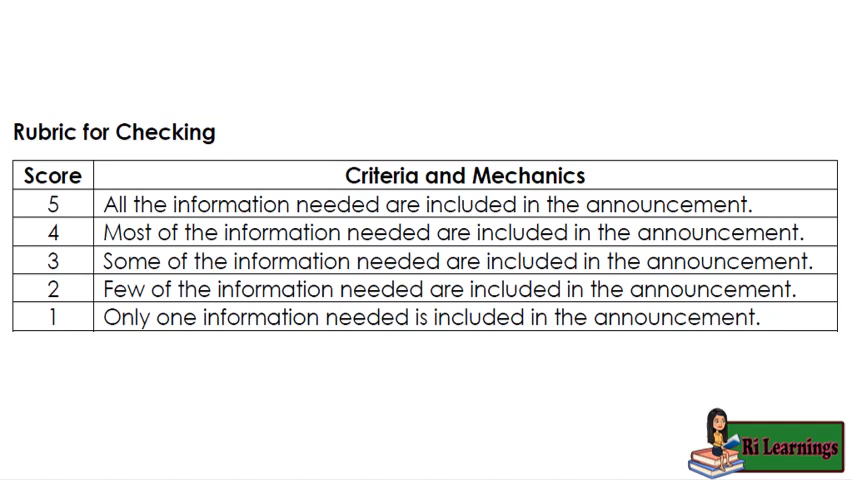 Rubric for Checking
Score Criteria and Mechanics
5 All the information needed are included in the announcement.
4 Most of the information needed are included in the announcement.
3 Some of the information needed are included in the announcement.
2 Few of the information needed are included in the announcement.
1 Only one information needed is included in the announcement.
Ri Learnings